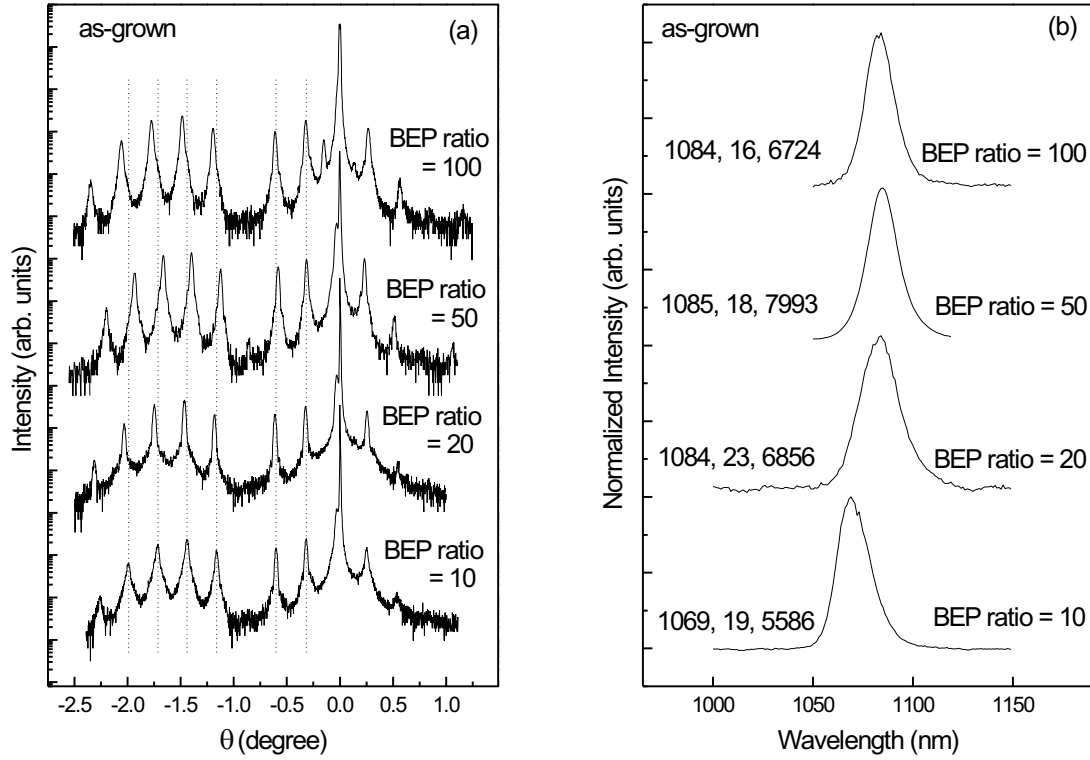 as-grown
(a)
BEP ratio
= 100
BEP ratio
= 50
BEP ratio
= 20
BEP ratio
= 10
Intensity (arb. units)
-2.5 -2.0 -1.5 -1.0 -0.5 0.0 0.5 1.0
θ (degree)
as-grown
(b)
1084, 16, 6724
BEP ratio = 100
1085, 18, 7993
BEP ratio = 50
1084, 23, 6856
BEP ratio = 20
1069, 19, 5586
BEP ratio = 10
Normalized Intensity (arb. units)
1000 1050 1100 1150
Wavelength (nm)